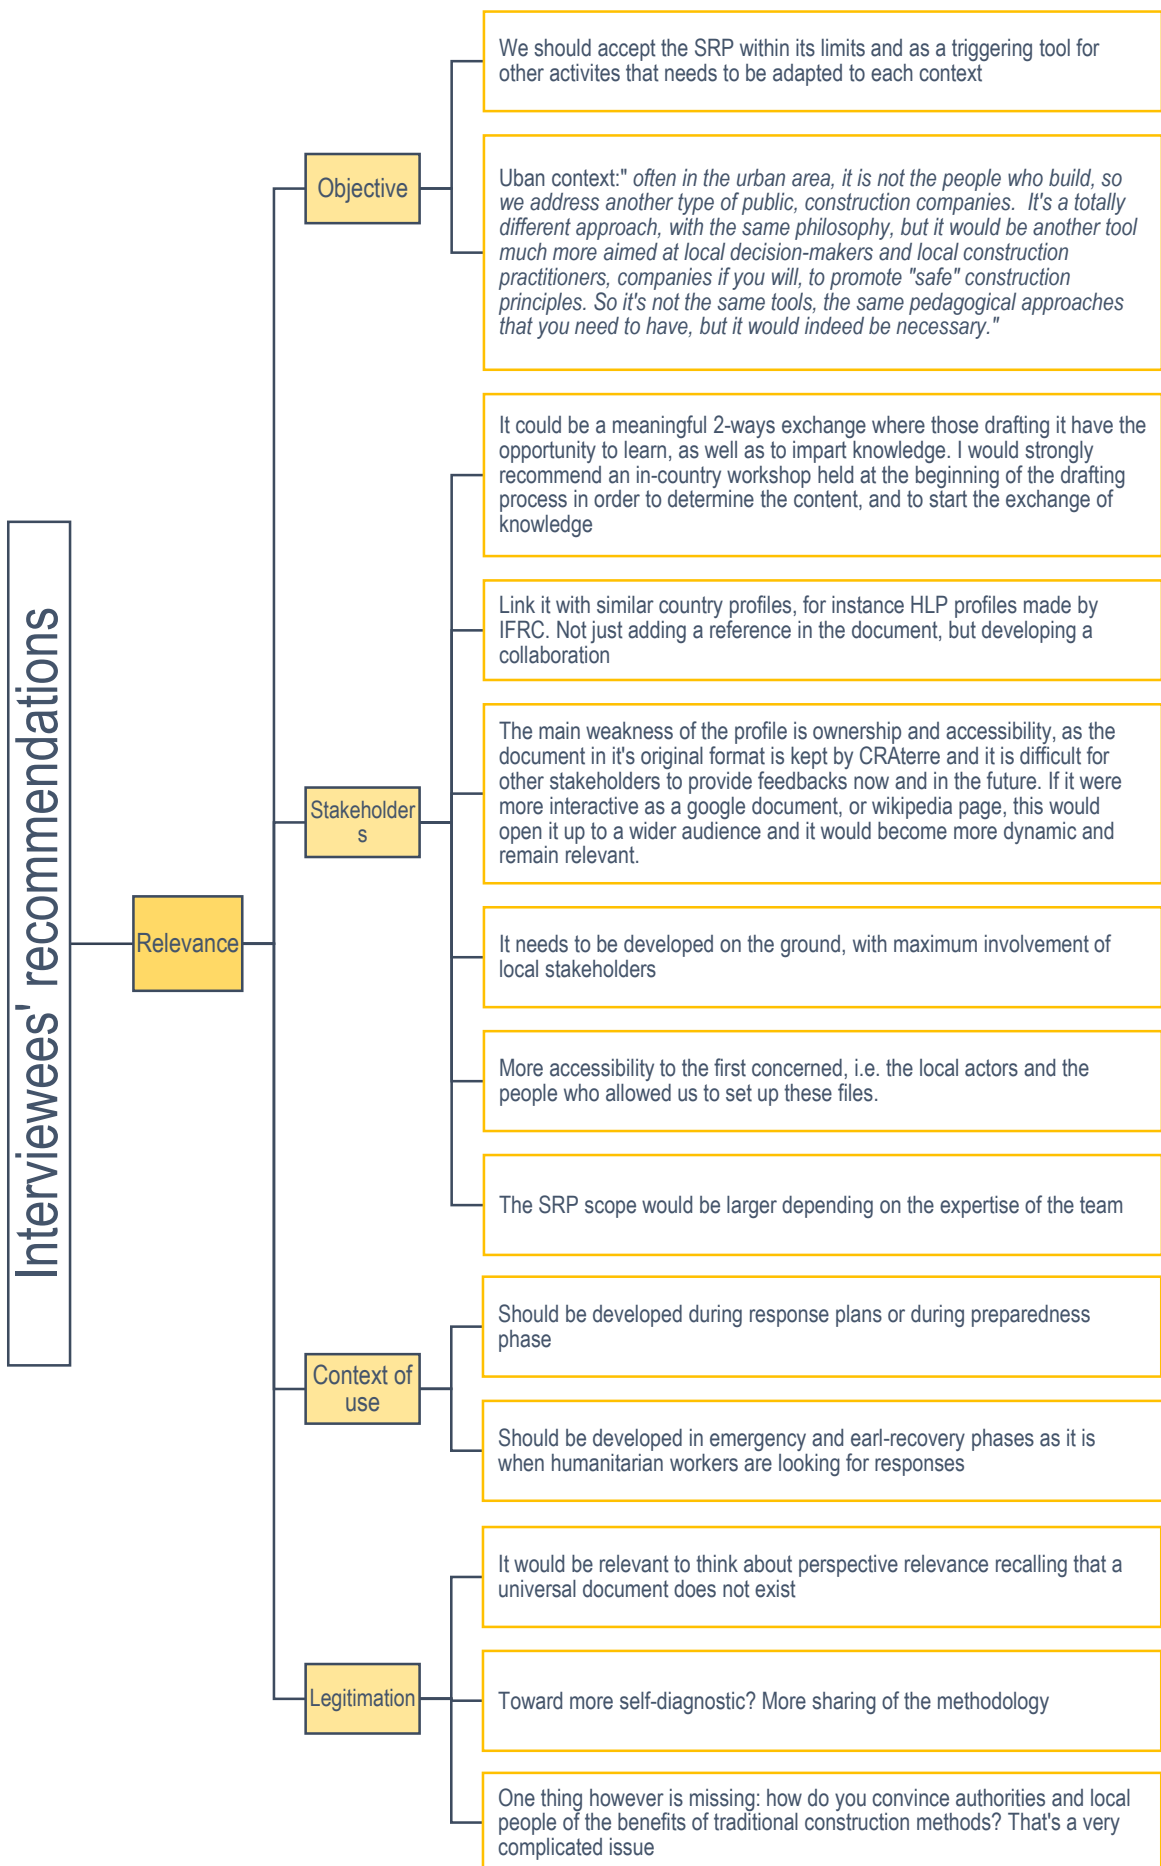 Interviewees' recommendations
Relevance
Objective
We should accept the SRP within its limits and as a triggering tool for
other activites that needs to be adapted to each context
Uban context:" often in the urban area, it is not the people who build, so
we address another type of public, construction companies. It's a totally
different approach, with the same philosophy, but it would be another tool
much more aimed at local decision-makers and local construction
practitioners, companies if you will, to promote "safe" construction
principles. So it's not the same tools, the same pedagogical approaches
that you need to have, but it would indeed be necessary."
Stakeholder
s
It could be a meaningful 2-ways exchange where those drafting it have the
opportunity to learn, as well as to impart knowledge. I would strongly
recommend an in-country workshop held at the beginning of the drafting
process in order to determine the content, and to start the exchange of
knowledge
Link it with similar country profiles, for instance HLP profiles made by
IFRC. Not just adding a reference in the document, but developing a
collaboration
The main weakness of the profile is ownership and accessibility, as the
document in it's original format is kept by CRAterre and it is difficult for
other stakeholders to provide feedbacks now and in the future. If it were
more interactive as a google document, or wikipedia page, this would
open it up to a wider audience and it would become more dynamic and
remain relevant.
It needs to be developed on the ground, with maximum involvement of
local stakeholders
More accessibility to the first concerned, i.e. the local actors and the
people who allowed us to set up these files.
The SRP scope would be larger depending on the expertise of the team
Context of
use
Should be developed during response plans or during preparedness
phase
Should be developed in emergency and earl-recovery phases as it is
when humanitarian workers are looking for responses
Legitimation
It would be relevant to think about perspective relevance recalling that a
universal document does not exist
Toward more self-diagnostic? More sharing of the methodology
One thing however is missing: how do you convince authorities and local
people of the benefits of traditional construction methods? That's a very
complicated issue